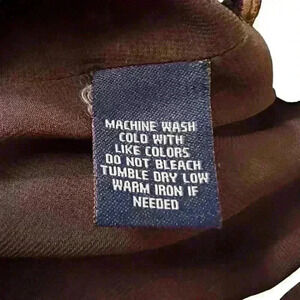 MACHINE WASH
COLD WITH
LIKE COLORS
DO NOT BLEACH
TUMBLE DRY LOW
WARM IRON IF
NEEDED